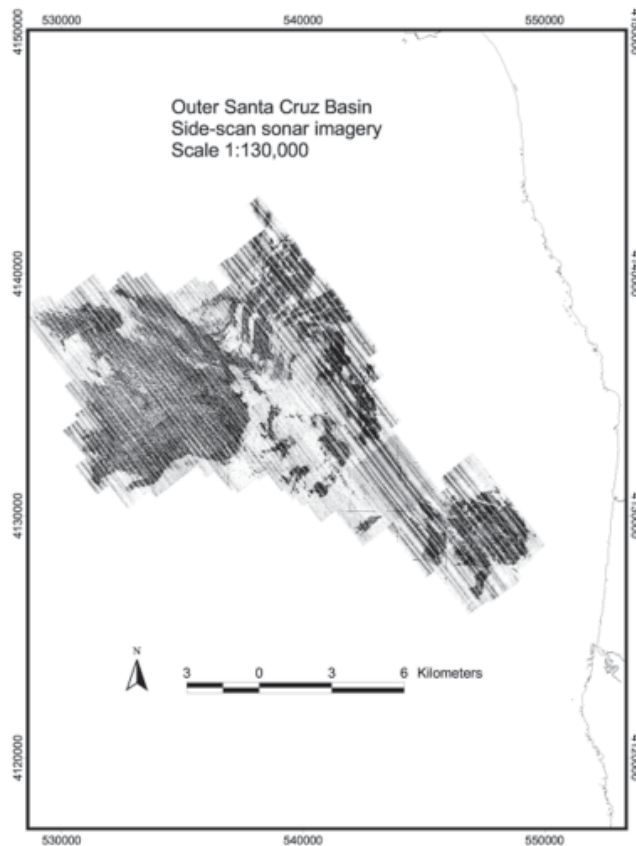 530000 540000 550000
4150000
4140000
4130000
4120000
Outer Santa Cruz Basin
Side-scan sonar imagery
Scale 1:130,000
N
3 0 3 6 Kilometers
530000 540000 550000